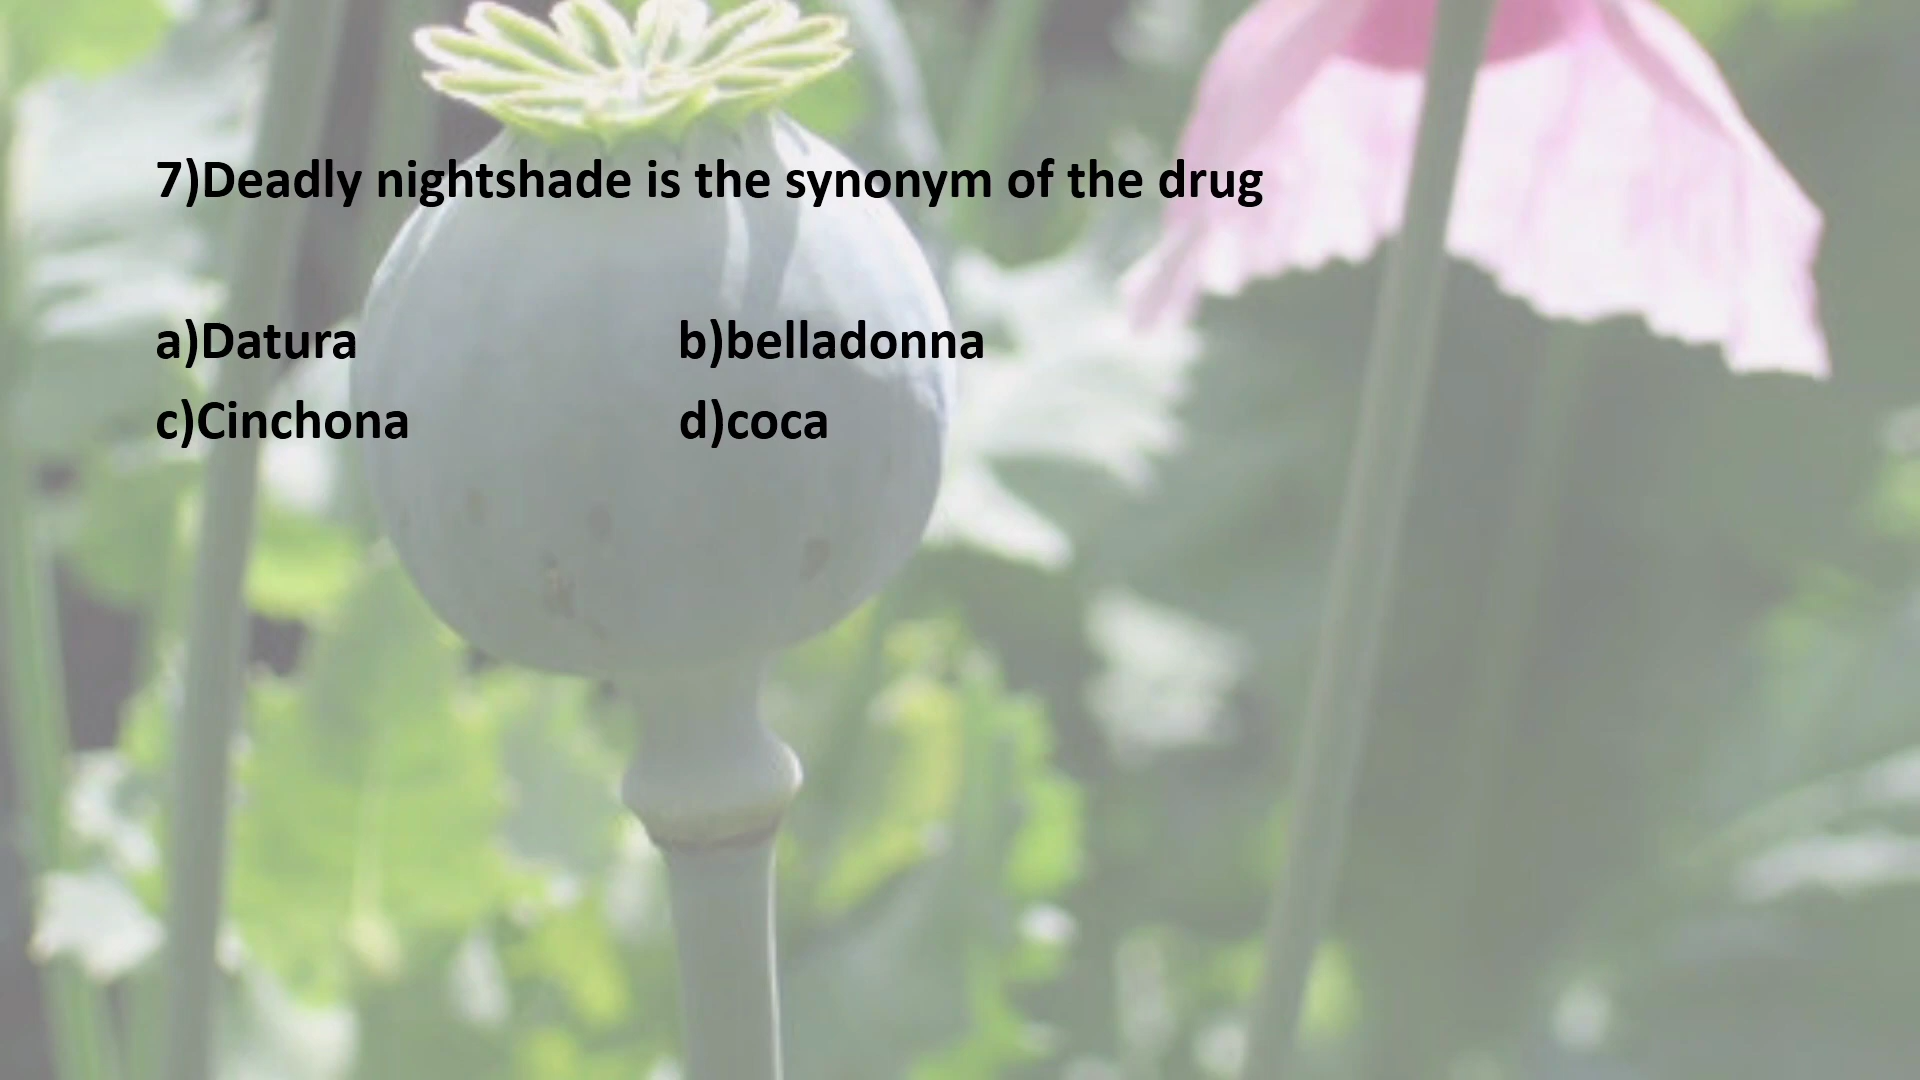 7)Deadly nightshade is the synonym of the drug
a)Datura b)belladonna
c)Cinchona d)coca